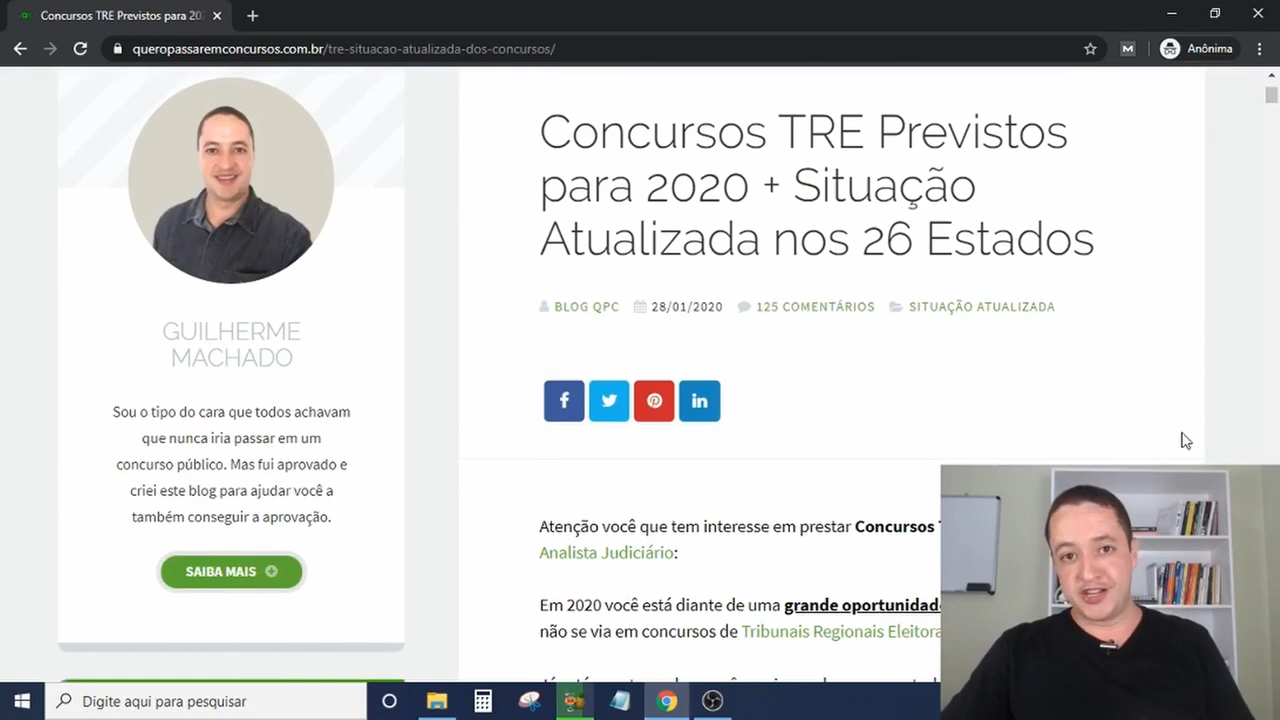 Concursos TRE Previstos para 20
queropassaremconcursos.com.br/tre-situacao-atualizada-dos-concursos/
Anônima
GUILHERME
MACHADO
Sou o tipo do cara que todos achavam
que nunca iria passar em um
concurso público. Mas fui aprovado e
criei este blog para ajudar você a
também conseguir a aprovação.
SAIBA MAIS
Concursos TRE Previstos
para 2020 + Situação
Atualizada nos 26 Estados
BLOG QPC 28/01/2020 125 COMENTÁRIOS SITUAÇÃO ATUALIZADA
Atenção você que tem interesse em prestar Concursos
Analista Judiciário:
Em 2020 você está diante de uma grande oportunidade
não se via em concursos de Tribunais Regionais Eleitora
Digite aqui para pesquisar